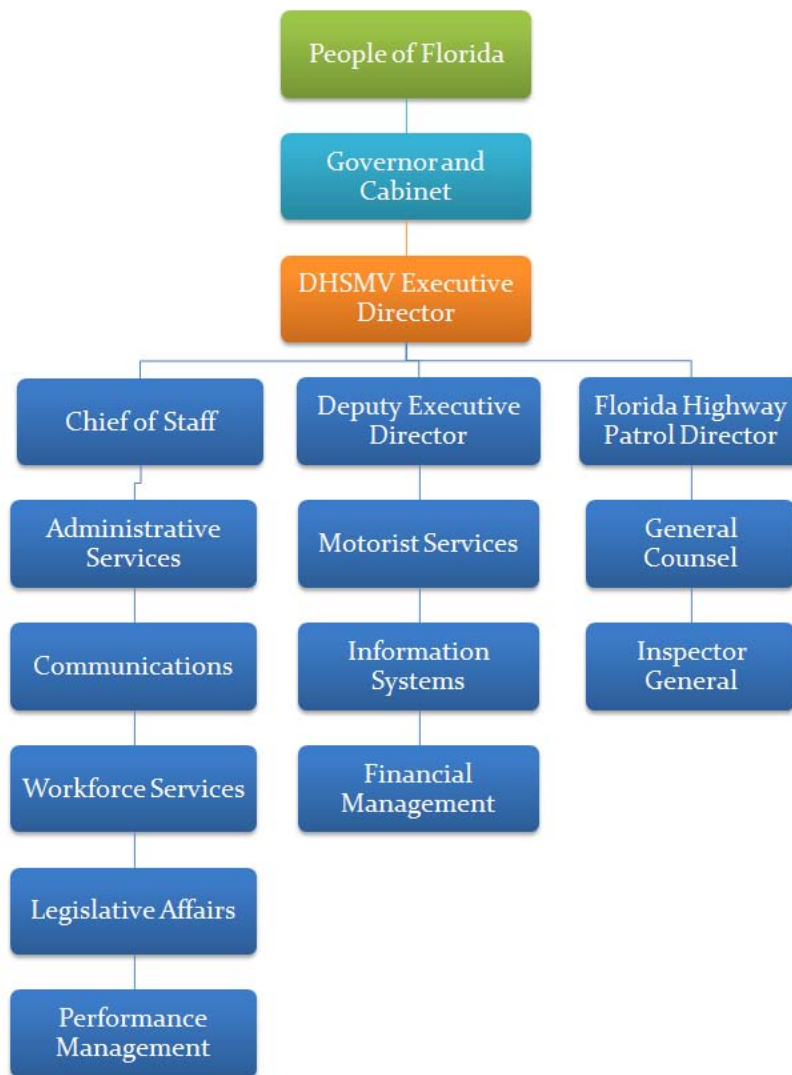 People of Florida
Governor and
Cabinet
DHSMV Executive
Director
Chief of Staff
Deputy Executive
Director
Florida Highway
Patrol Director
Administrative
Services
Motorist Services
General
Counsel
Communications
Information
Systems
Inspector
General
Workforce Services
Financial
Management
Legislative Affairs
Performance
Management